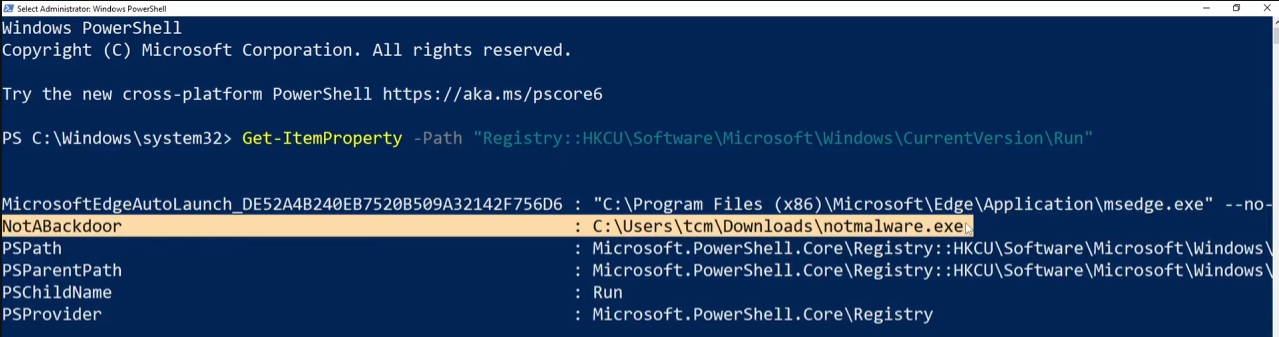 Select Administrator: Windows PowerShell
Windows PowerShell
Copyright (C) Microsoft Corporation. All rights reserved.
Try the new cross-platform PowerShell https://aka.ms/pscore6
PS C:\Windows\system32> Get-ItemProperty -Path "Registry::HKCU\Software\Microsoft\Windows\CurrentVersion\Run"
MicrosoftEdgeAutoLaunch_DE52A4B240EB7520B509A32142F756D6 : "C:\Program Files (x86)\Microsoft\Edge\Application\msedge.exe" --no-
NotABackdoor : C:\Users\tcm\Downloads\notmalware.exe
PSPath : Microsoft.PowerShell.Core\Registry::HKCU\Software\Microsoft\Windows\
PSParentPath : Microsoft.PowerShell.Core\Registry::HKCU\Software\Microsoft\Windows\
PSChildName : Run
PSProvider : Microsoft.PowerShell.Core\Registry